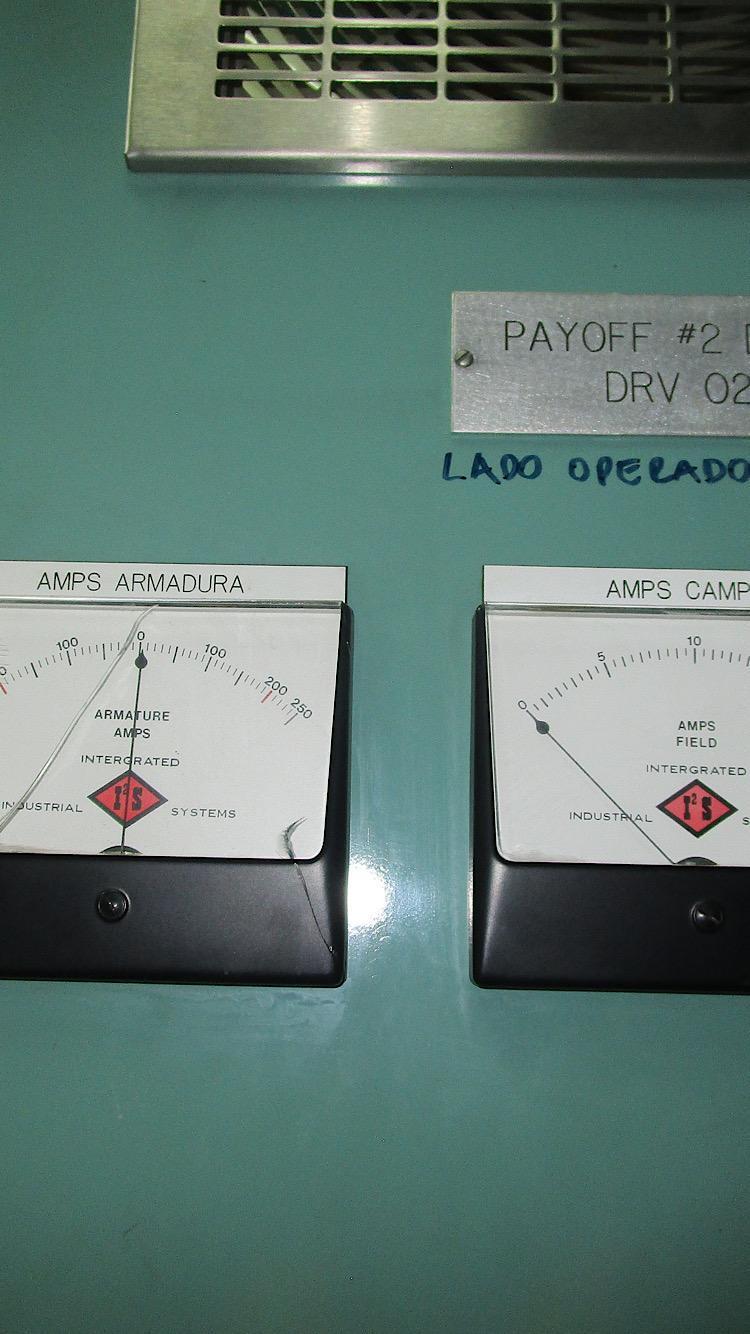 PAYOFF #2
DRV 02
LADO OPERADO
AMPS ARMADURA
100 0 100 200 250
ARMATURE
AMPS
INTERGRATED
INDUSTRIAL I²S SYSTEMS
AMPS CAMP
0 5 10
AMPS
FIELD
INTERGRATED
INDUSTRIAL I²S S